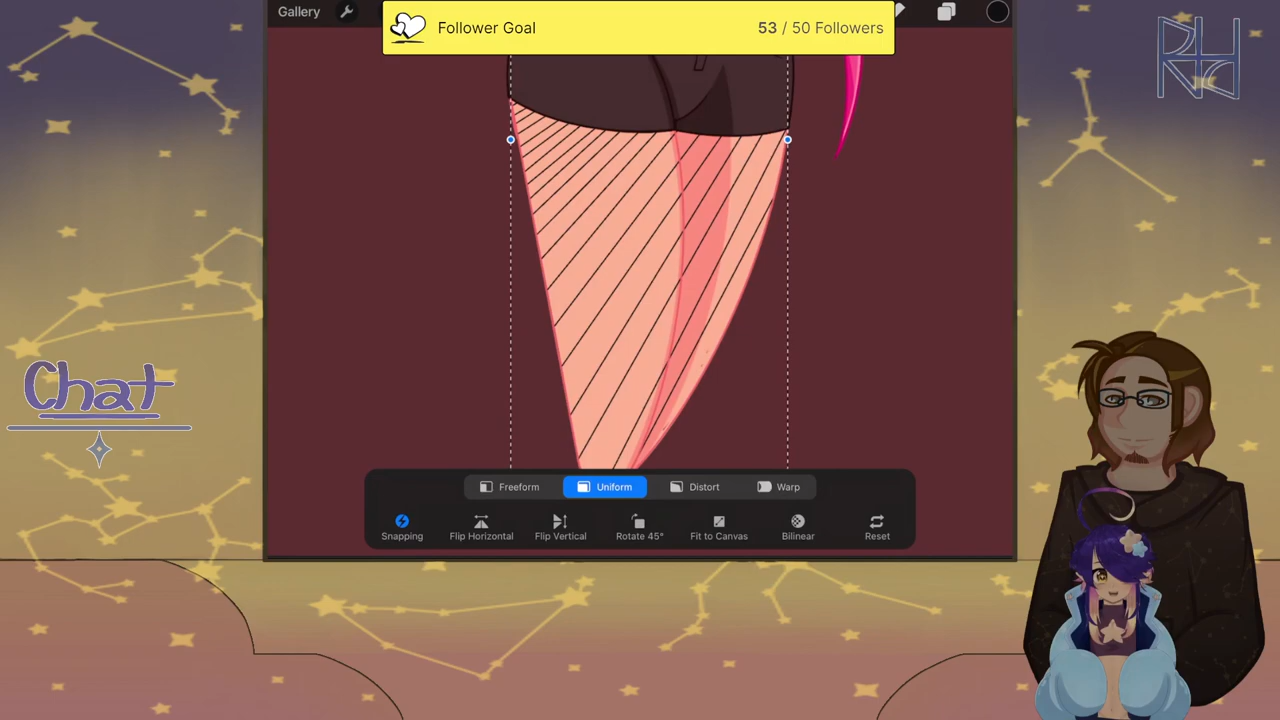 Gallery
Follower Goal
53 / 50 Followers
Chat
Freeform
Uniform
Distort
Warp
Snapping
Flip Horizontal
Flip Vertical
Rotate 45°
Fit to Canvas
Bilinear
Reset